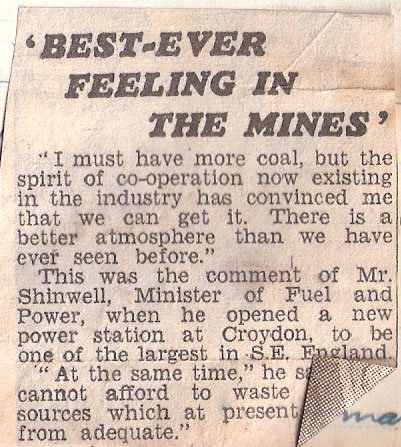 ‘BEST-EVER
FEELING IN
THE MINES’
“I must have more coal, but the
spirit of co-operation now existing
in the industry has convinced me
that we can get it. There is a
better atmosphere than we have
ever seen before.”
This was the comment of Mr.
Shinwell, Minister of Fuel and
Power, when he opened a new
power station at Croydon, to be
one of the largest in S.E. England.
“At the same time,” he
cannot afford to waste
sources which at present
from adequate.”